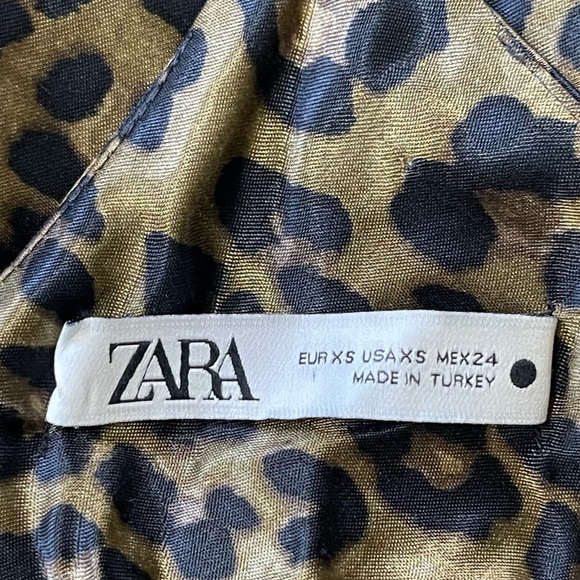 ZARA
EUR XS USA XS MEX 24
MADE IN TURKEY